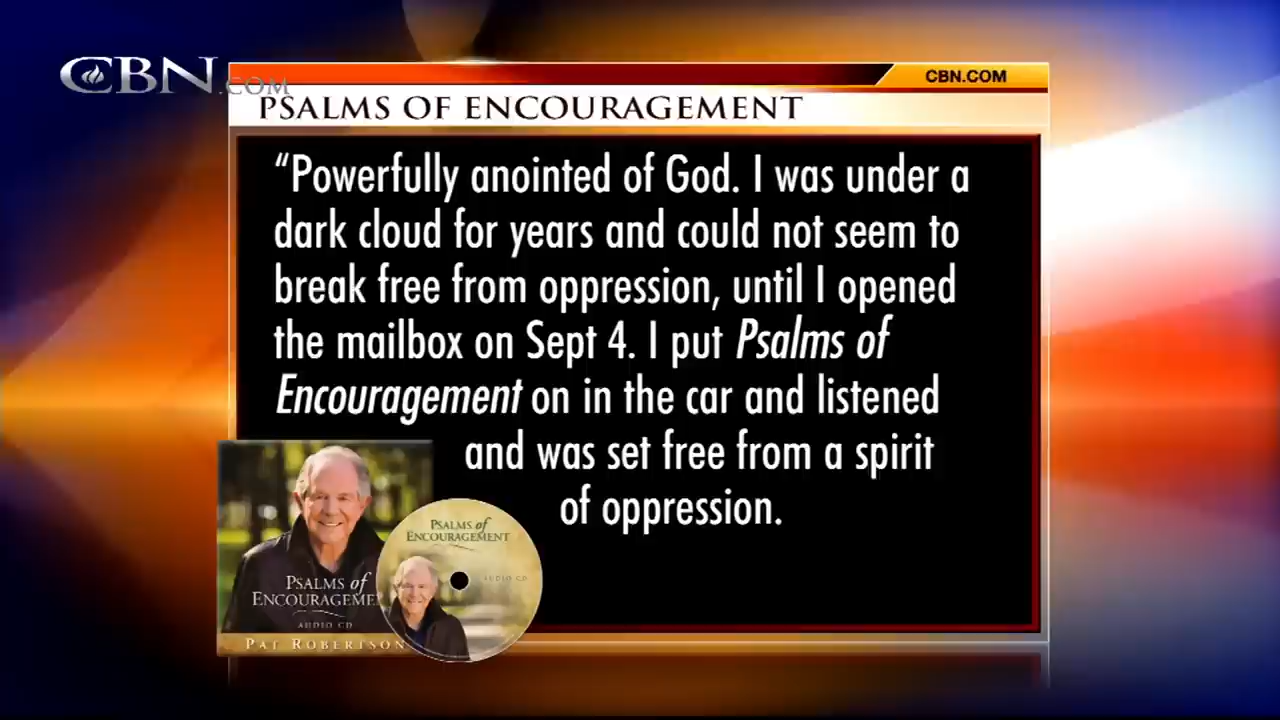 CBN.COM
CBN.COM
PSALMS OF ENCOURAGEMENT
“Powerfully anointed of God. I was under a
dark cloud for years and could not seem to
break free from oppression, until I opened
the mailbox on Sept 4. I put Psalms of
Encouragement on in the car and listened
and was set free from a spirit
of oppression.
PSALMS of
ENCOURAGEME
AUDIO CD
PAT ROBERTSON
PSALMS of
ENCOURAGEMENT
AUDIO CD